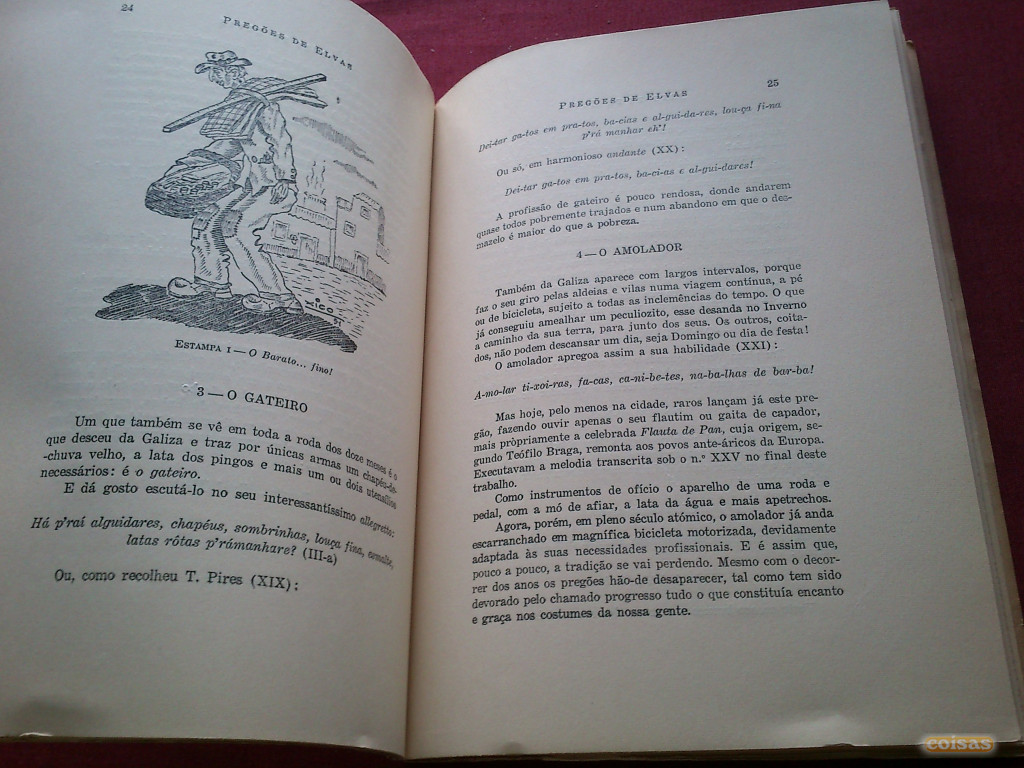 24
PREGÕES DE ELVAS
XICO 51
ESTAMPA I — O Barato... fino!
3 — O GATEIRO
Um que também se vê em toda a roda dos doze meses é o
que desceu da Galiza e traz por únicas armas um chapéu-de-
-chuva velho, a lata dos pingos e mais um ou dois utensílios
necessários: é o gateiro.
E dá gosto escutá-lo no seu interessantíssimo allegretto:
Há p'raí alguidares, chapéus, sombrinhas, louça fina, esmalte,
latas rôtas p'rámanhare? (III-a)
Ou, como recolheu T. Pires (XIX):
25
PREGÕES DE ELVAS
Dei-tar ga-tos em pra-tos, ba-cias e al-gui-da-res, lou-ça fi-na
p'rá manhar eh'!
Ou só, em harmonioso andante (XX):
Dei-tar ga-tos em pra-tos, ba-ci-as e al-gui-dares!
A profissão de gateiro é pouco rendosa, donde andarem
quase todos pobremente trajados e num abandono em que o des-
mazelo é maior do que a pobreza.
4 — O AMOLADOR
Também da Galiza aparece com largos intervalos, porque
faz o seu giro pelas aldeias e vilas numa viagem contínua, a pé
ou de bicicleta, sujeito a todas as inclemências do tempo. O que
já conseguiu amealhar um peculiozito, esse desanda no Inverno
a caminho da sua terra, para junto dos seus. Os outros, coita-
dos, não podem descansar um dia, seja Domingo ou dia de festa!
O amolador apregoa assim a sua habilidade (XXI):
A-mo-lar ti-xoi-ras, fa-cas, ca-ni-be-tes, na-ba-lhas de bar-ba!
Mas hoje, pelo menos na cidade, raros lançam já este pre-
gão, fazendo ouvir apenas o seu flautim ou gaita de capador,
mais pròpriamente a celebrada Flauta de Pan, cuja origem, se-
gundo Teófilo Braga, remonta aos povos ante-áricos da Europa.
Executavam a melodia transcrita sob o n.º XXV no final deste
trabalho.
Como instrumentos de ofício o aparelho de uma roda e
pedal, com a mó de afiar, a lata da água e mais apetrechos.
Agora, porém, em pleno século atómico, o amolador já anda
escarranchado em magnífica bicicleta motorizada, devidamente
adaptada às suas necessidades profissionais. E é assim que,
pouco a pouco, a tradição se vai perdendo. Mesmo com o decor-
rer dos anos os pregões hão-de desaparecer, tal como tem sido
devorado pelo chamado progresso tudo o que constituía encanto
e graça nos costumes da nossa gente.
coisas